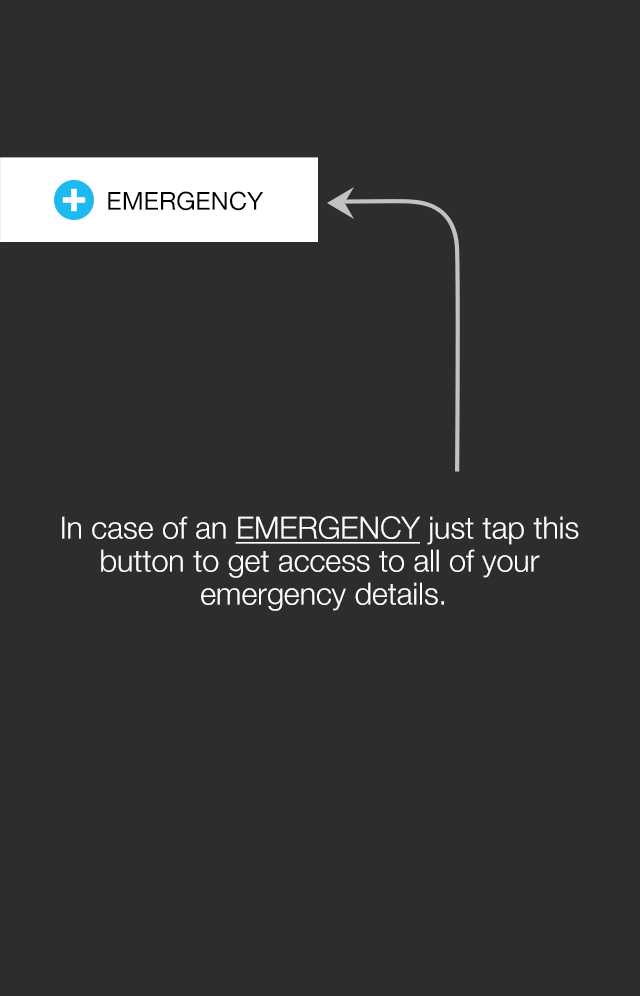 EMERGENCY
In case of an EMERGENCY just tap this
button to get access to all of your
emergency details.